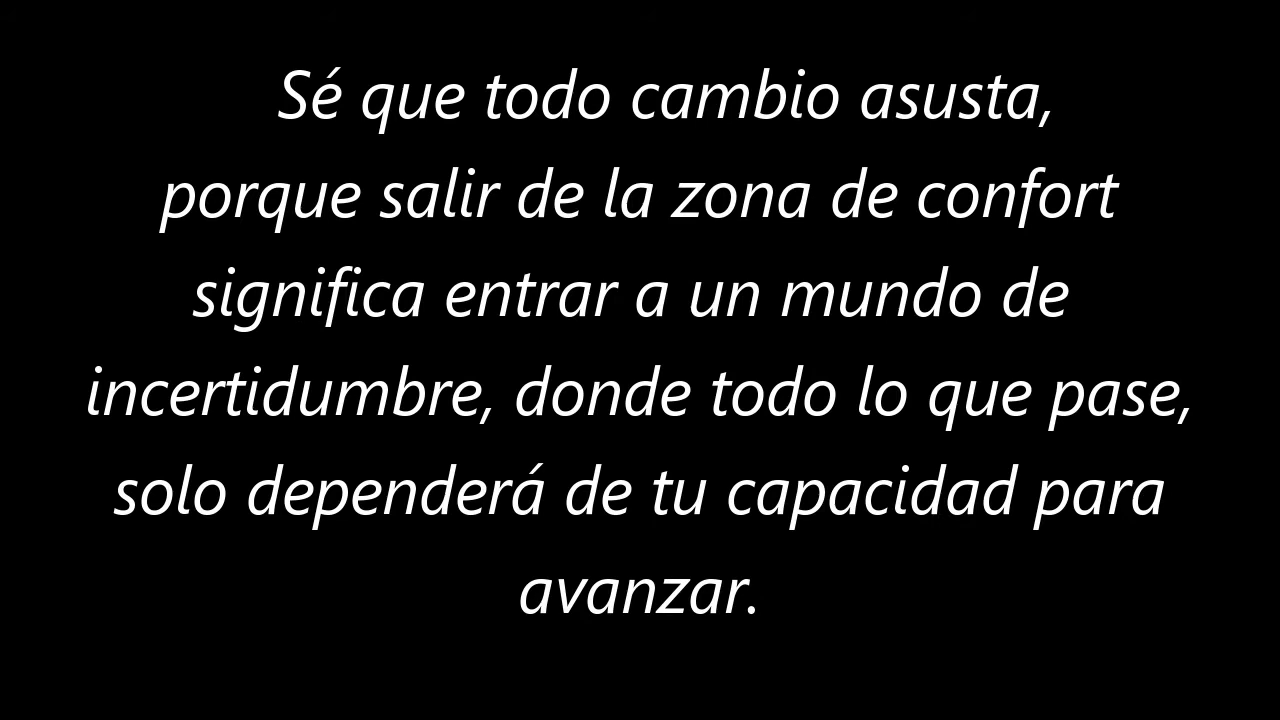 Sé que todo cambio asusta,
porque salir de la zona de confort
significa entrar a un mundo de
incertidumbre, donde todo lo que pase,
solo dependerá de tu capacidad para
avanzar.